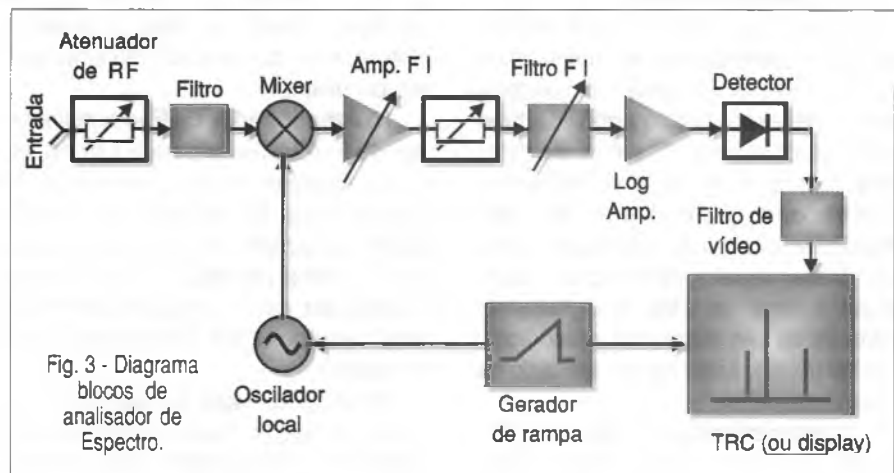 Atenuador
de RF
Filtro
Mixer
Amp. F I
Filtro F I
Detector
Entrada
Log
Amp.
Filtro de
vídeo
Fig. 3 - Diagrama
blocos de
analisador de
Espectro.
Oscilador
local
Gerador
de rampa
TRC (ou display)